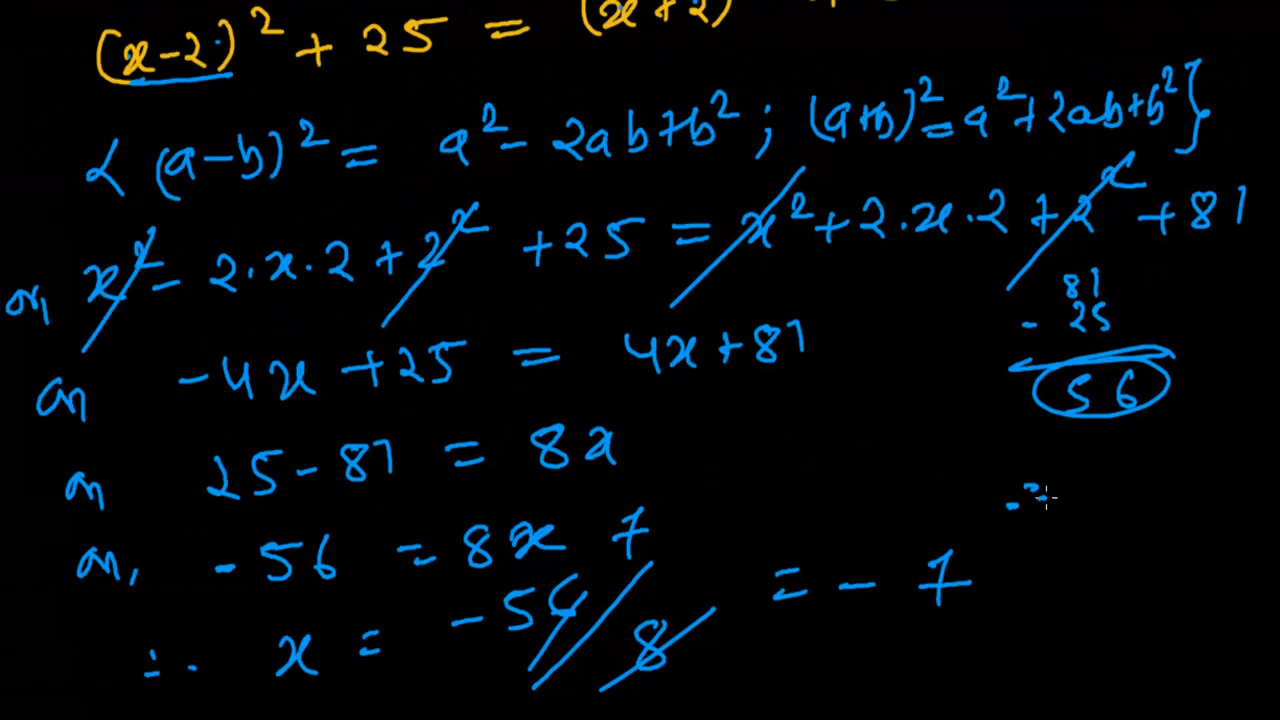 (x-2)² + 25 = (x+2)
{ (a-b)² = a² - 2ab+b² ; (a+b)² = a²+2ab+b² }
or, x² - 2.x.2 + 2² + 25 = x² + 2.x.2 + 2² + 81
81
- 25
or -4x + 25 = 4x + 81
56
or 25 - 81 = 8x
or, -56 = 8x
7
∴ x = -56/8 = -7